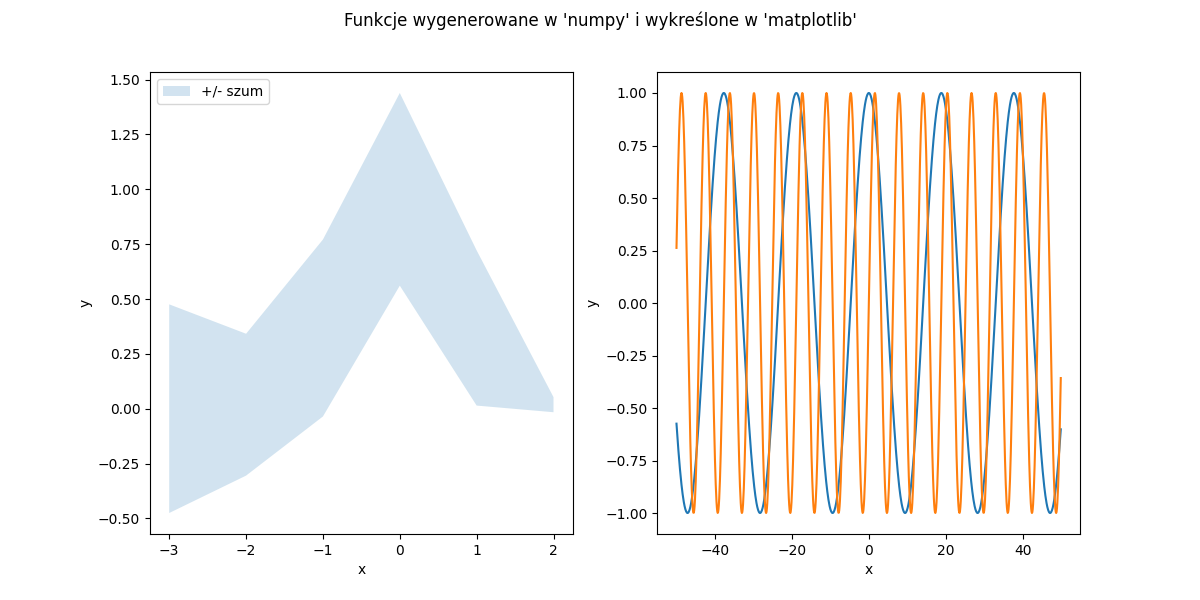 Funkcje wygenerowane w 'numpy' i wykreślone w 'matplotlib'
+/- szum
1.50
1.25
1.00
0.75
0.50
0.25
0.00
−0.25
−0.50
y
−3 −2 −1 0 1 2
x
1.00
0.75
0.50
0.25
0.00
−0.25
−0.50
−0.75
−1.00
y
−40 −20 0 20 40
x